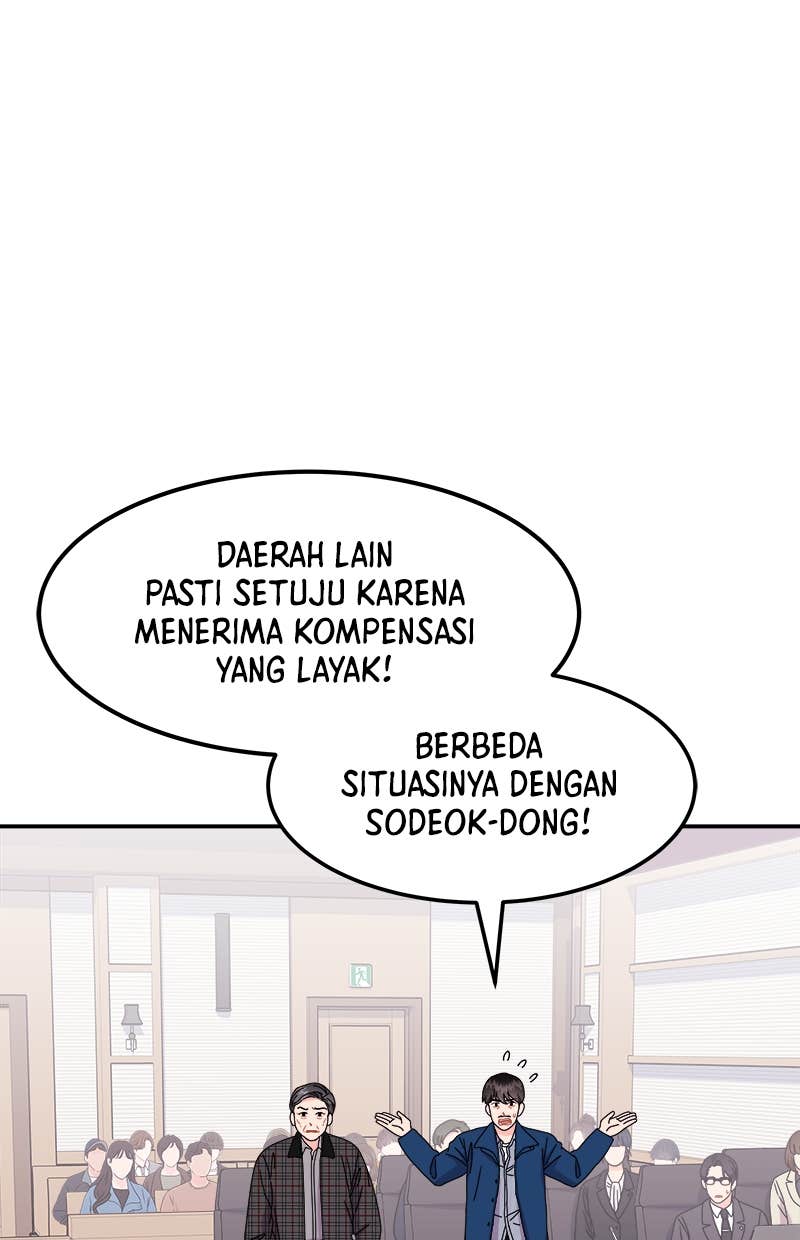 DAERAH LAIN
PASTI SETUJU KARENA
MENERIMA KOMPENSASI
YANG LAYAK!
BERBEDA
SITUASINYA DENGAN
SODEOK-DONG!